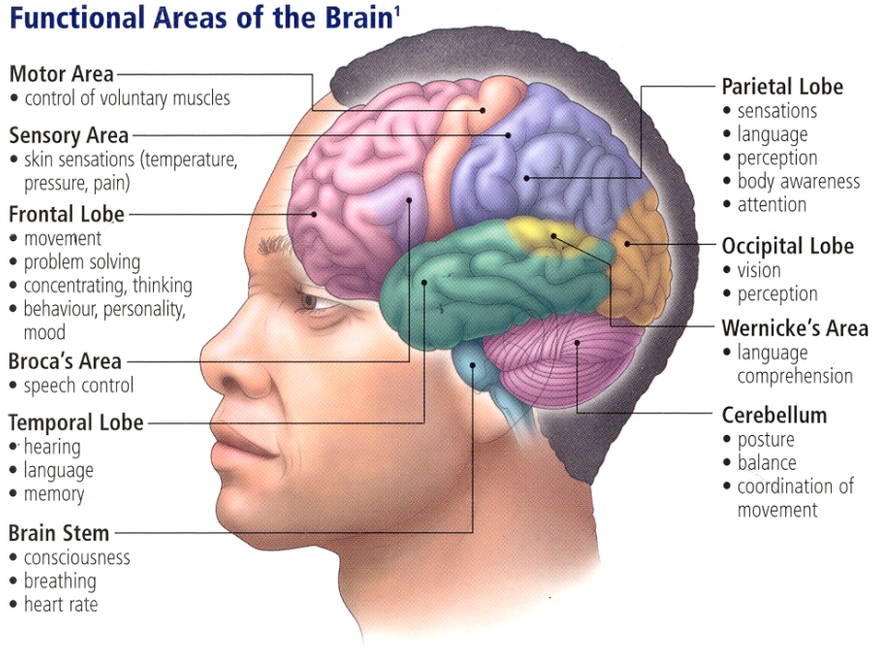 Functional Areas of the Brain¹
Motor Area
• control of voluntary muscles
Sensory Area
• skin sensations (temperature,
pressure, pain)
Frontal Lobe
• movement
• problem solving
• concentrating, thinking
• behaviour, personality,
mood
Broca's Area
• speech control
Temporal Lobe
• hearing
• language
• memory
Brain Stem
• consciousness
• breathing
• heart rate
Parietal Lobe
• sensations
• language
• perception
• body awareness
• attention
Occipital Lobe
• vision
• perception
Wernicke's Area
• language
comprehension
Cerebellum
• posture
• balance
• coordination of
movement